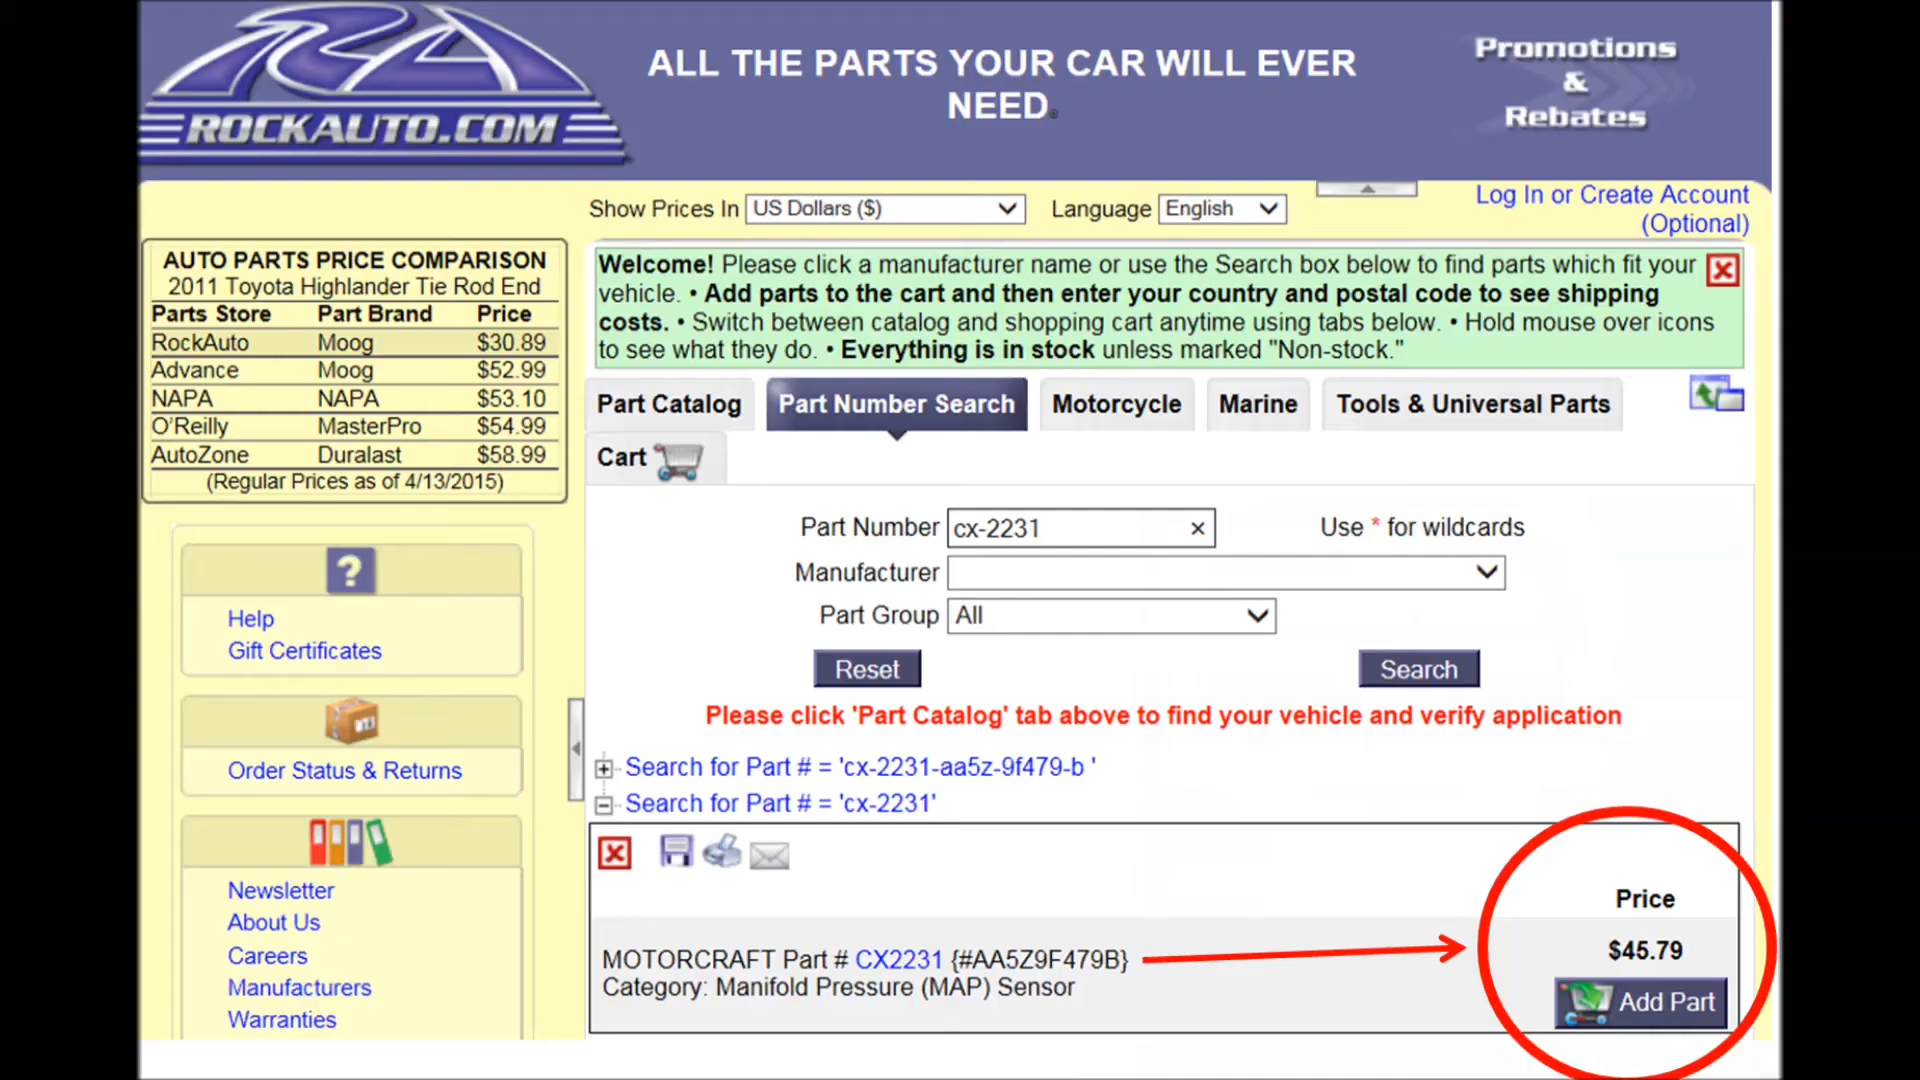 ROCKAUTO.COM
ALL THE PARTS YOUR CAR WILL EVER
NEED.
Promotions
&
Rebates
Show Prices In US Dollars ($) Language English
Log In or Create Account
(Optional)
AUTO PARTS PRICE COMPARISON
2011 Toyota Highlander Tie Rod End
Parts Store Part Brand Price
RockAuto Moog $30.89
Advance Moog $52.99
NAPA NAPA $53.10
O'Reilly MasterPro $54.99
AutoZone Duralast $58.99
(Regular Prices as of 4/13/2015)
?
Help
Gift Certificates
Order Status & Returns
Newsletter
About Us
Careers
Manufacturers
Warranties
Welcome! Please click a manufacturer name or use the Search box below to find parts which fit your
vehicle. • Add parts to the cart and then enter your country and postal code to see shipping
costs. • Switch between catalog and shopping cart anytime using tabs below. • Hold mouse over icons
to see what they do. • Everything is in stock unless marked "Non-stock."
Part Catalog Part Number Search Motorcycle Marine Tools & Universal Parts
Cart
Part Number cx-2231 × Use * for wildcards
Manufacturer
Part Group All
Reset Search
Please click 'Part Catalog' tab above to find your vehicle and verify application
Search for Part # = 'cx-2231-aa5z-9f479-b '
Search for Part # = 'cx-2231'
Price
MOTORCRAFT Part # CX2231 {#AA5Z9F479B} $45.79
Category: Manifold Pressure (MAP) Sensor
Add Part